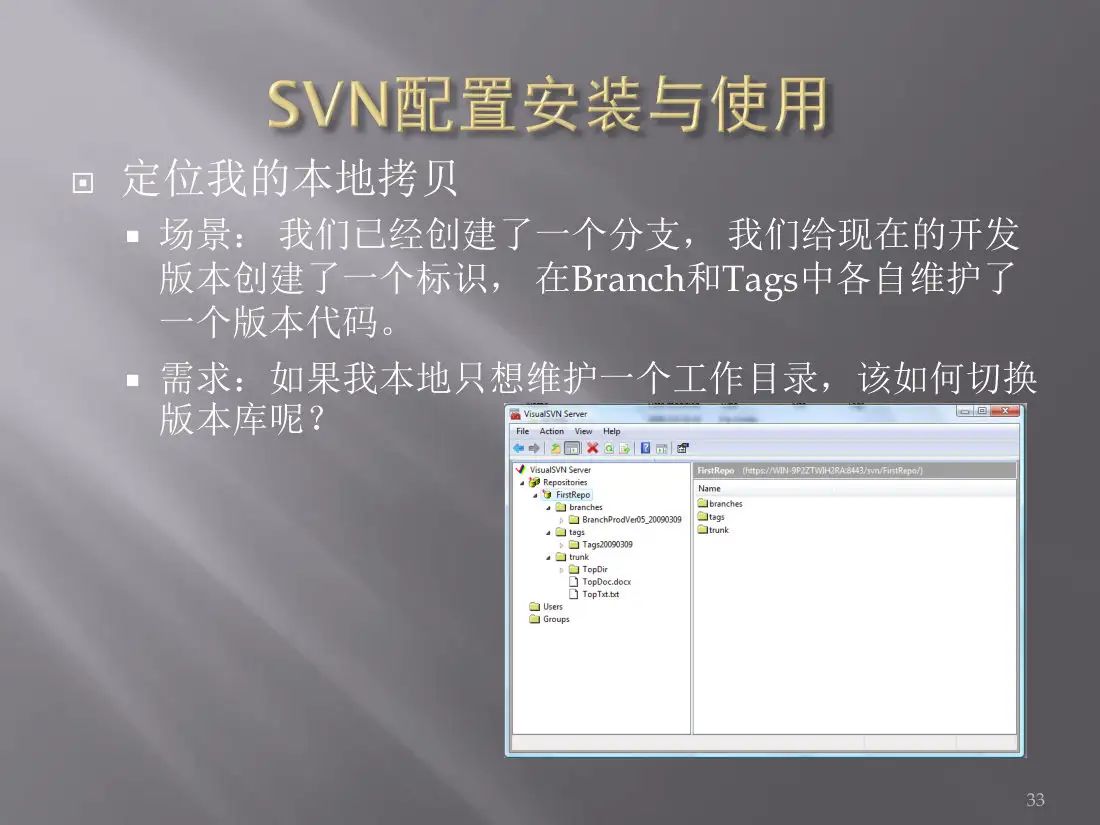 SVN配置安装与使用
定位我的本地拷贝
场景： 我们已经创建了一个分支， 我们给现在的开发
版本创建了一个标识， 在Branch和Tags中各自维护了
一个版本代码。
需求：如果我本地只想维护一个工作目录，该如何切换
版本库呢？
VisualSVN Server
File Action View Help
VisualSVN Server
Repositories
FirstRepo
branches
BranchProdVer05_20090309
tags
Tags20090309
trunk
TopDir
TopDoc.docx
TopTxt.txt
Users
Groups
FirstRepo (https://WIN-9P2ZTWIH2RA:8443/svn/FirstRepo/)
Name
branches
tags
trunk
33